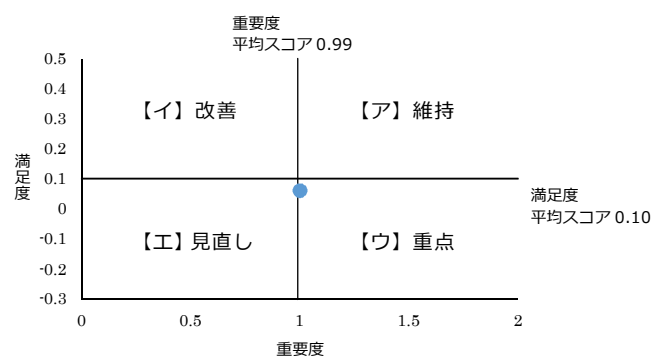 重要度
平均スコア0.99
0.5
0.4
0.3
0.2
0.1
0
-0.1
-0.2
-0.3
満足度
【イ】改善
【ア】維持
【エ】見直し
【ウ】重点
満足度
平均スコア0.10
0
0.5
1
1.5
2
重要度